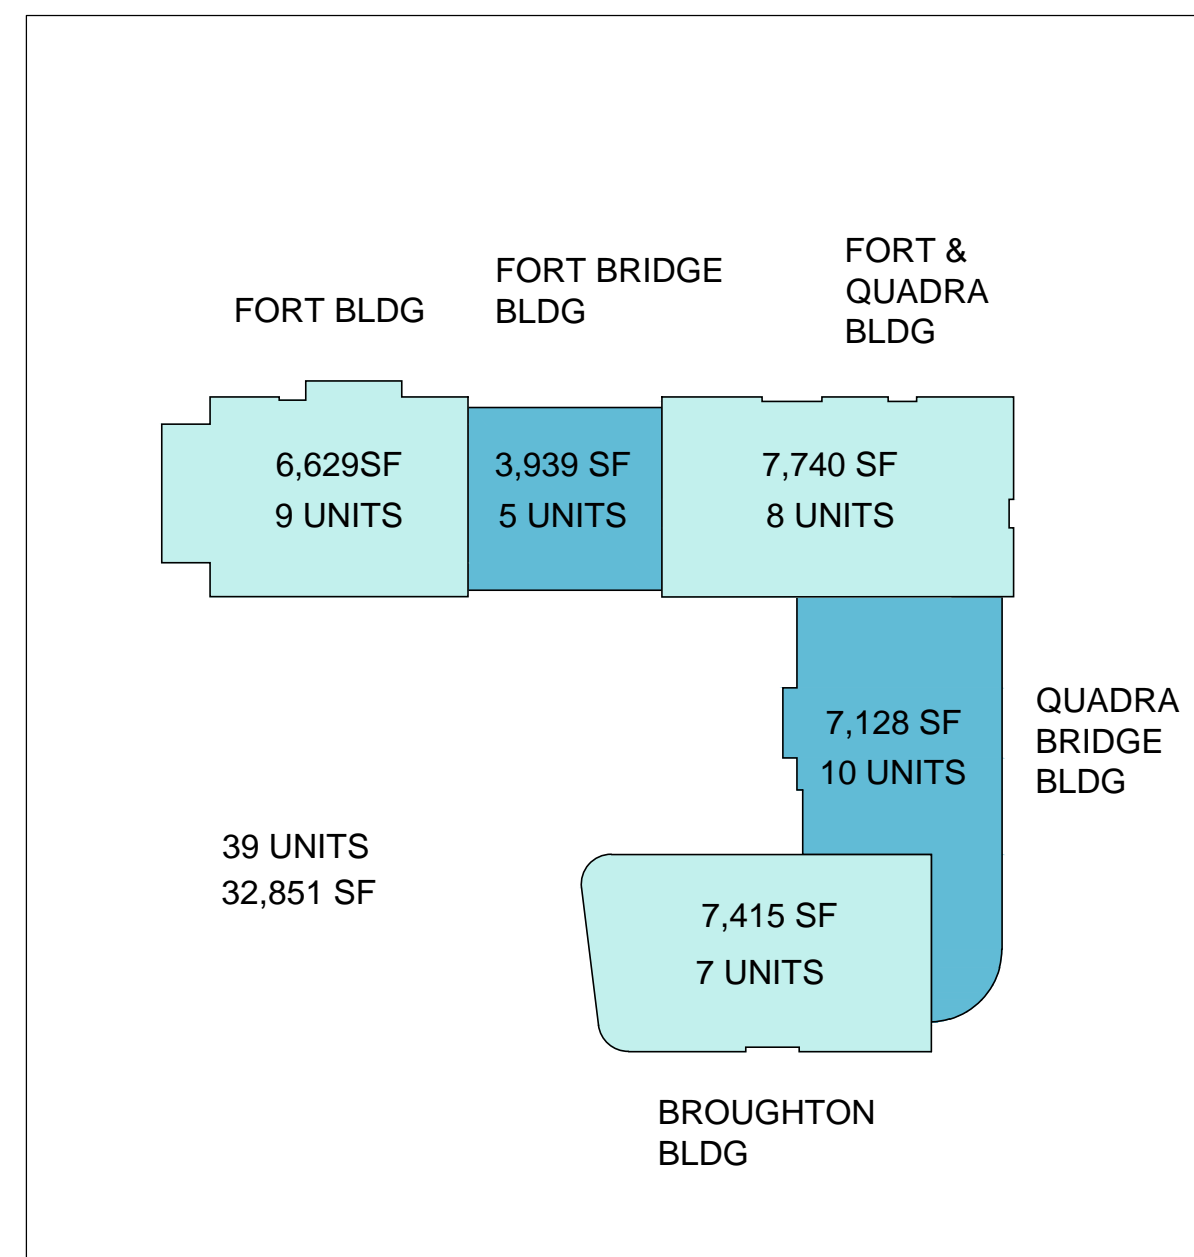 FORT BLDG
FORT BRIDGE
BLDG
FORT &
QUADRA
BLDG
6,629SF
9 UNITS
3,939 SF
5 UNITS
7,740 SF
8 UNITS
7,128 SF
10 UNITS
QUADRA
BRIDGE
BLDG
39 UNITS
32,851 SF
7,415 SF
7 UNITS
BROUGHTON
BLDG